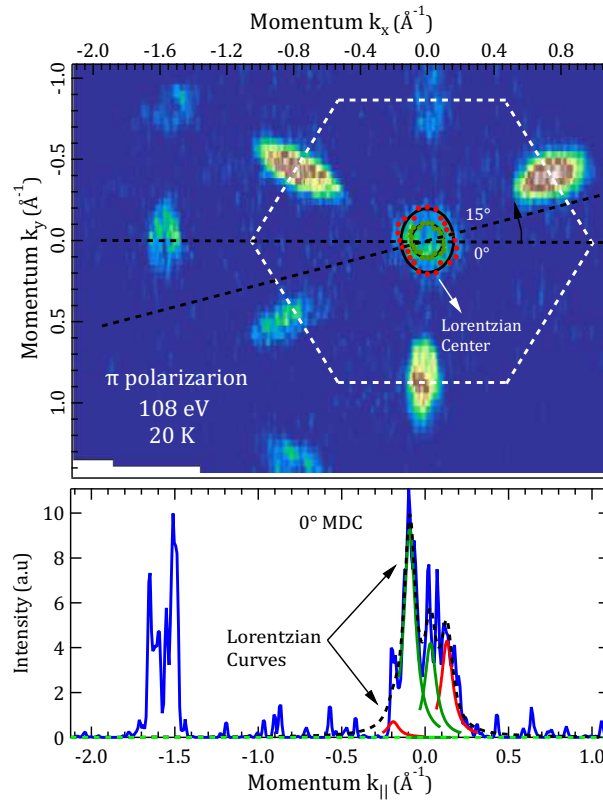 Momentum kx (Å-1)
-2.0 -1.6 -1.2 -0.8 -0.4 0.0 0.4 0.8
Momentum ky (Å-1)
-1.0
-0.5
0.0
0.5
1.0
15°
0°
Lorentzian
Center
π polarizarion
108 eV
20 K
Intensity (a.u)
10
8
6
4
2
0
0° MDC
Lorentzian
Curves
-2.0 -1.5 -1.0 -0.5 0.0 0.5 1.0
Momentum k|| (Å-1)